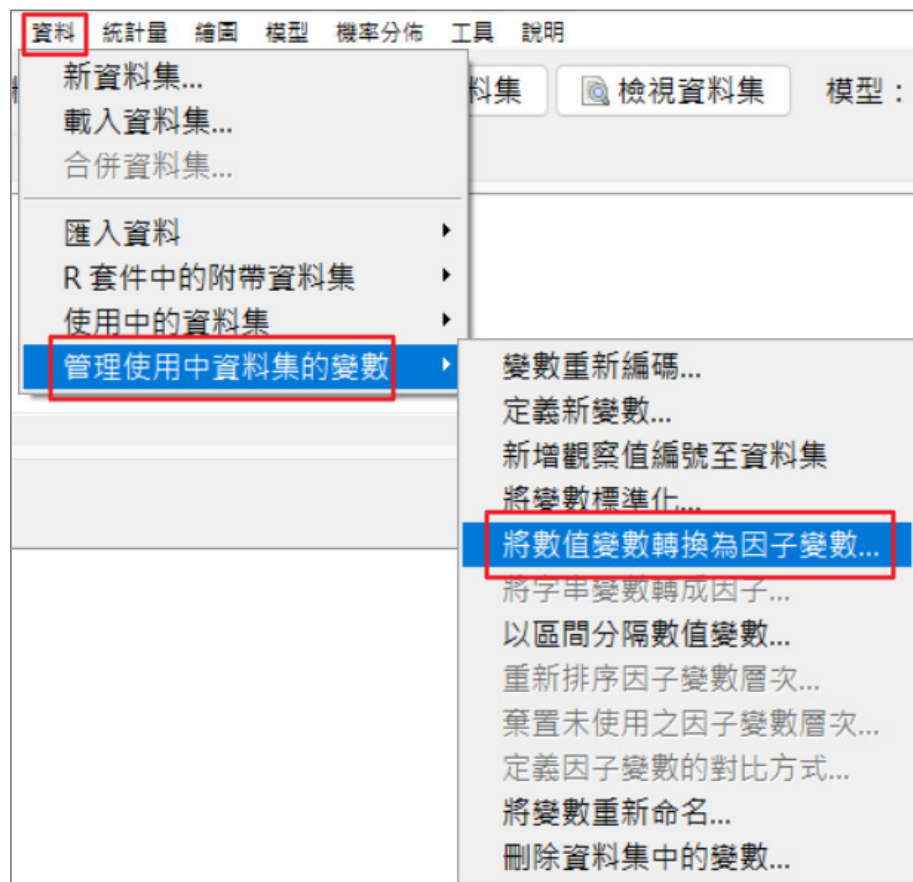 資料 統計量 繪圖 模型 機率分佈 工具 說明
新資料集...
料集 檢視資料集 模型：
載入資料集...
合併資料集...
匯入資料
R 套件中的附帶資料集
使用中的資料集
管理使用中資料集的變數
變數重新編碼...
定義新變數...
新增觀察值編號至資料集
將變數標準化...
將數值變數轉換為因子變數...
將字串變數轉成因子...
以區間分隔數值變數...
重新排序因子變數層次...
棄置未使用之因子變數層次...
定義因子變數的對比方式...
將變數重新命名...
刪除資料集中的變數...